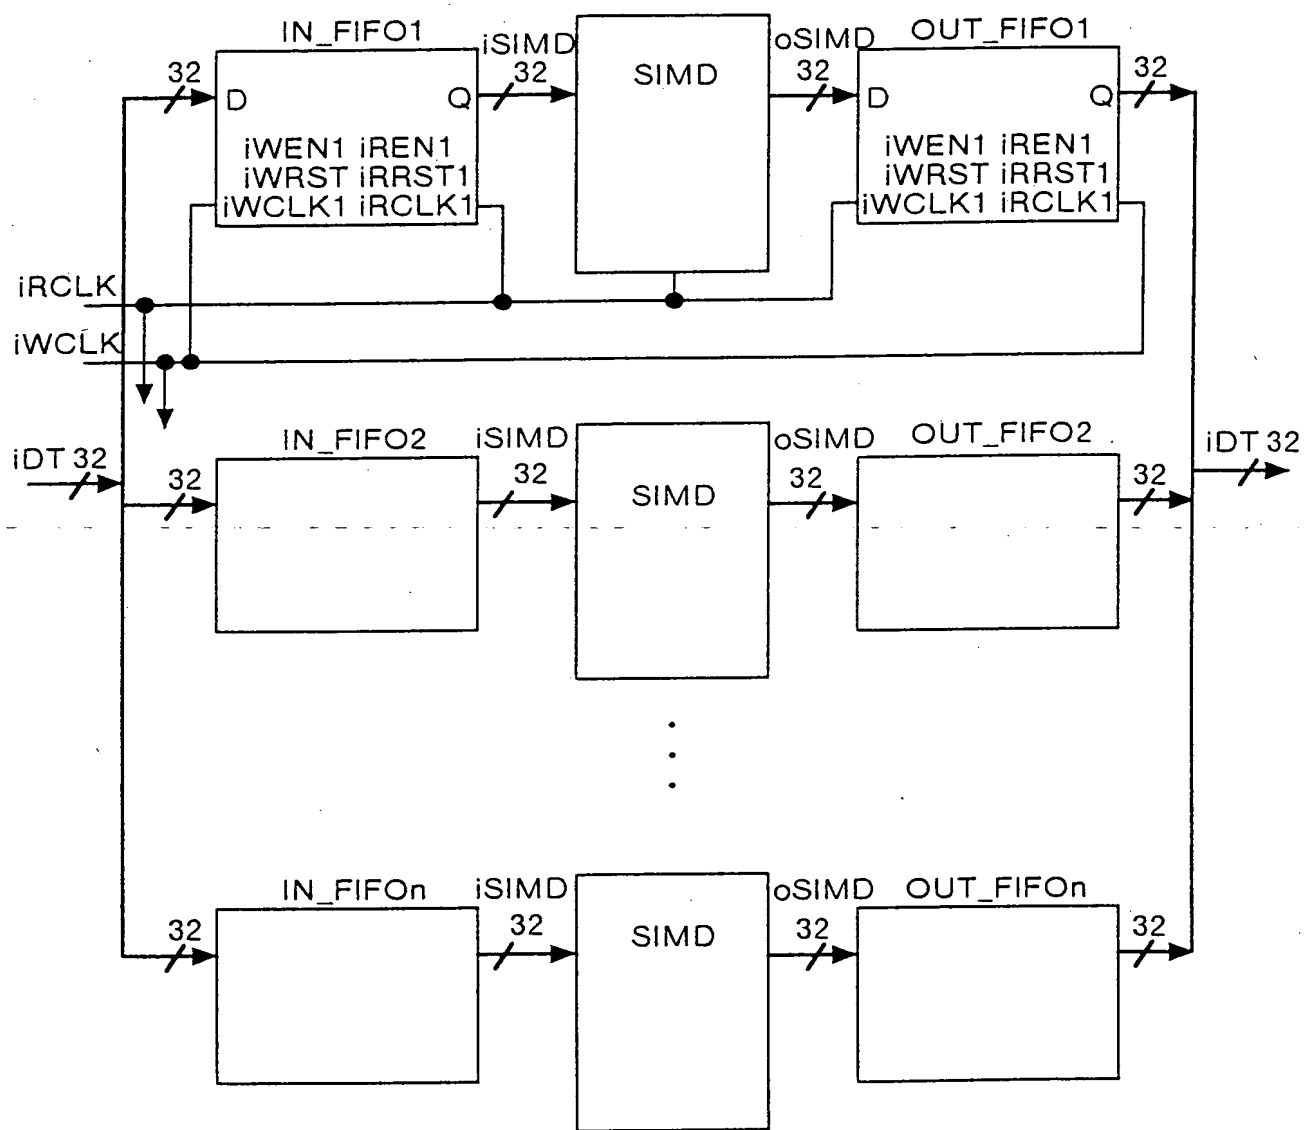 IN_FIFO1
iSIMD
oSIMD
OUT_FIFO1
32
32
SIMD
32
32
D
Q
D
Q
iWEN1 iREN1
iWRST iRRST1
iWCLK1 iRCLK1
iWEN1 iREN1
iWRST iRRST1
iWCLK1 iRCLK1
iRCLK
iWCLK
IN_FIFO2
iSIMD
oSIMD
OUT_FIFO2
iDT 32
32
32
SIMD
32
32
iDT 32
IN_FIFOn
iSIMD
oSIMD
OUT_FIFOn
32
32
SIMD
32
32